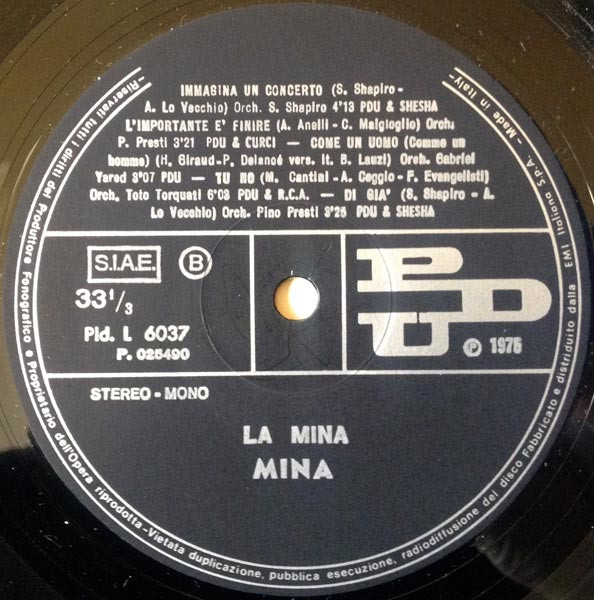 IMMAGINA UN CONCERTO (S. Shapiro -
A. Lo Vecchio) Orch. S. Shapiro 4'13 PDU & SHESHA
L'IMPORTANTE E' FINIRE (A. Anelli - C. Malgioglio) Orch.
P. Presti 3'21 PDU & CURCI — COME UN UOMO (Comme un
homme) (H. Giraud-P. Delanoé vers. it. B. Lauzi) Orch. Gabriel
Yared 3'07 PDU — TU NO (M. Cantini - A. Coggio - F. Evangelisti)
Orch. Toto Torquati 6'03 PDU & R.C.A. — DI GIA' (S. Shapiro - A.
Lo Vecchio) Orch. Pino Presti 3'25 PDU & SHESHA
S.I.A.E. B
33 1/3
Pld. L 6037
P. 025490
PDU
℗ 1975
STEREO - MONO
LA MINA
MINA
-Riservati tutti i diritti del Produttore Fonografico e Proprietario dell'Opera riprodotta-Vietata duplicazione, pubblica esecuzione, radiodiffusione del disco Fabbricato e distribuito dalla EMI Italiana S.p.A. - Made in Italy-